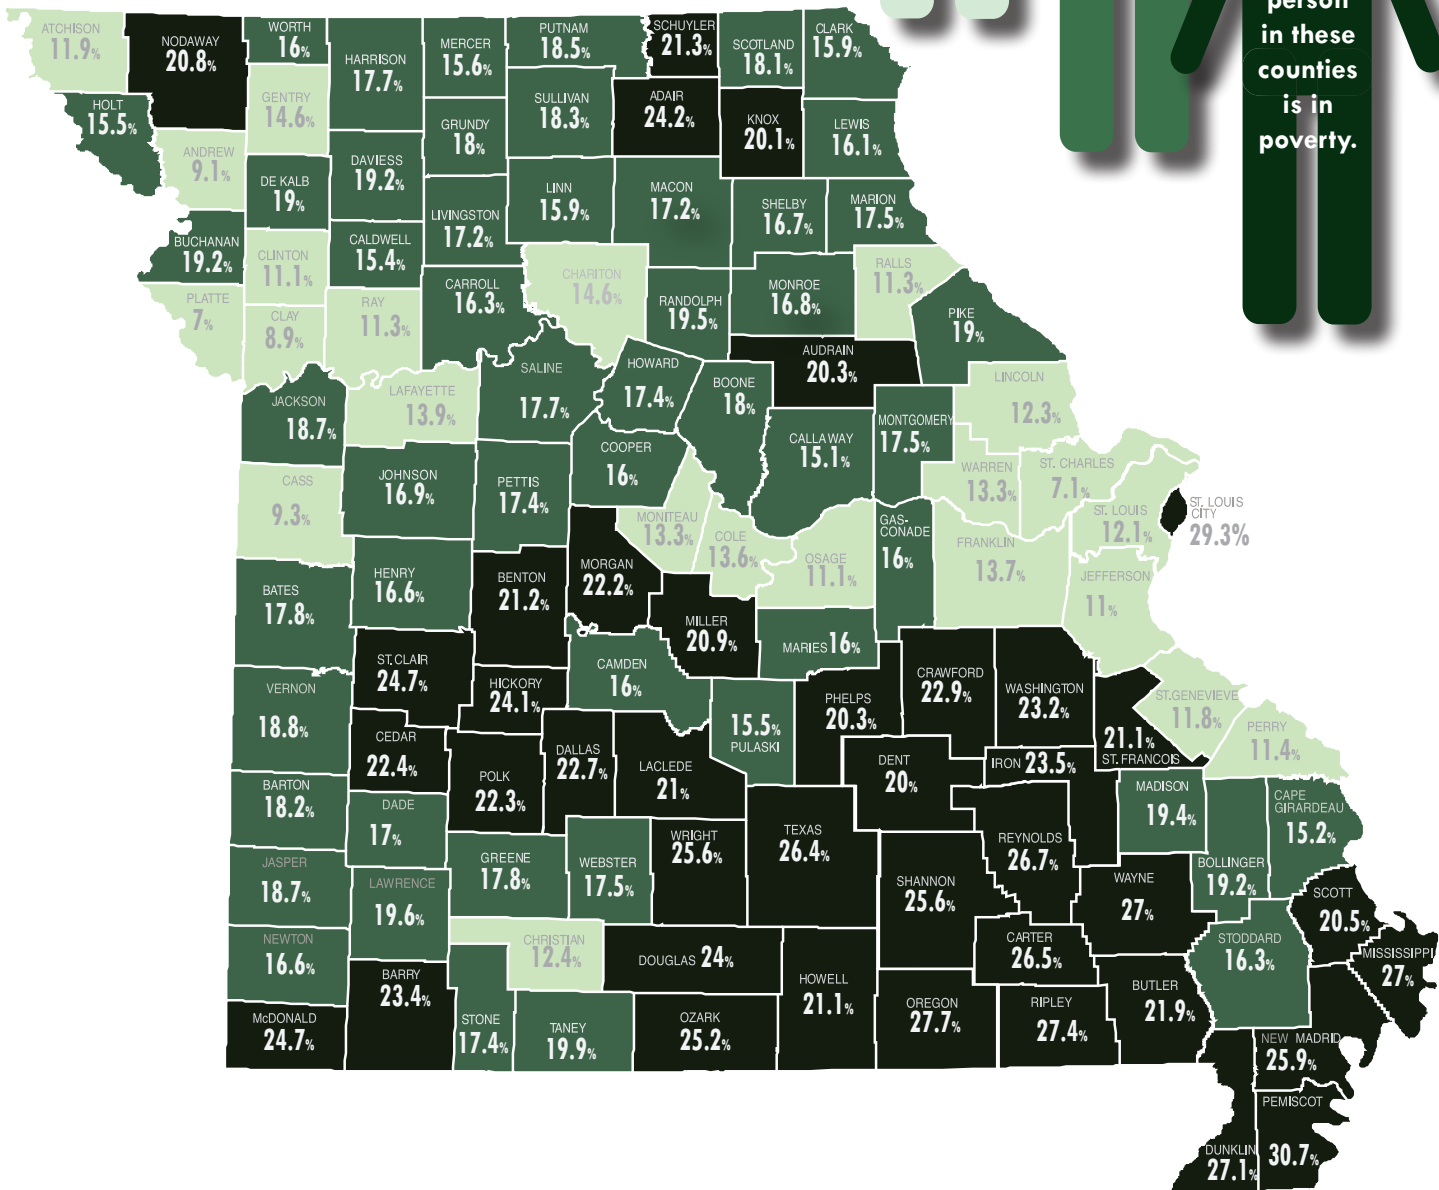 person
in these
counties
is in
poverty.
ATCHISON
11.9%
NODAWAY
20.8%
WORTH
16%
HARRISON
17.7%
MERCER
15.6%
PUTNAM
18.5%
SCHUYLER
21.3%
SCOTLAND
18.1%
CLARK
15.9%
HOLT
15.5%
GENTRY
14.6%
GRUNDY
18%
SULLIVAN
18.3%
ADAIR
24.2%
KNOX
20.1%
LEWIS
16.1%
ANDREW
9.1%
DE KALB
19%
DAVIESS
19.2%
LIVINGSTON
17.2%
LINN
15.9%
MACON
17.2%
SHELBY
16.7%
MARION
17.5%
BUCHANAN
19.2%
CLINTON
11.1%
CALDWELL
15.4%
CARROLL
16.3%
CHARITON
14.6%
RANDOLPH
19.5%
MONROE
16.8%
RALLS
11.3%
PLATTE
7%
CLAY
8.9%
RAY
11.3%
PIKE
19%
AUDRAIN
20.3%
JACKSON
18.7%
LAFAYETTE
13.9%
SALINE
17.7%
HOWARD
17.4%
BOONE
18%
CALLAWAY
15.1%
MONTGOMERY
17.5%
LINCOLN
12.3%
CASS
9.3%
JOHNSON
16.9%
PETTIS
17.4%
COOPER
16%
MONITEAU
13.3%
COLE
13.6%
OSAGE
11.1%
GAS-
CONADE
16%
WARREN
13.3%
ST. CHARLES
7.1%
ST. LOUIS
12.1%
ST. LOUIS
CITY
29.3%
FRANKLIN
13.7%
JEFFERSON
11%
BATES
17.8%
HENRY
16.6%
BENTON
21.2%
MORGAN
22.2%
MILLER
20.9%
MARIES 16%
VERNON
18.8%
ST. CLAIR
24.7%
HICKORY
24.1%
CAMDEN
16%
15.5%
PULASKI
PHELPS
20.3%
CRAWFORD
22.9%
WASHINGTON
23.2%
21.1%
ST. FRANCOIS
ST.GENEVIEVE
11.8%
PERRY
11.4%
CEDAR
22.4%
POLK
22.3%
DALLAS
22.7%
LACLEDE
21%
DENT
20%
IRON 23.5%
MADISON
19.4%
CAPE
GIRARDEAU
15.2%
BARTON
18.2%
DADE
17%
GREENE
17.8%
WEBSTER
17.5%
WRIGHT
25.6%
TEXAS
26.4%
SHANNON
25.6%
REYNOLDS
26.7%
WAYNE
27%
BOLLINGER
19.2%
SCOTT
20.5%
JASPER
18.7%
LAWRENCE
19.6%
NEWTON
16.6%
CHRISTIAN
12.4%
DOUGLAS 24%
HOWELL
21.1%
CARTER
26.5%
STODDARD
16.3%
MISSISSIPPI
27%
McDONALD
24.7%
BARRY
23.4%
STONE
17.4%
TANEY
19.9%
OZARK
25.2%
OREGON
27.7%
RIPLEY
27.4%
BUTLER
21.9%
NEW MADRID
25.9%
PEMISCOT
30.7%
DUNKLIN
27.1%